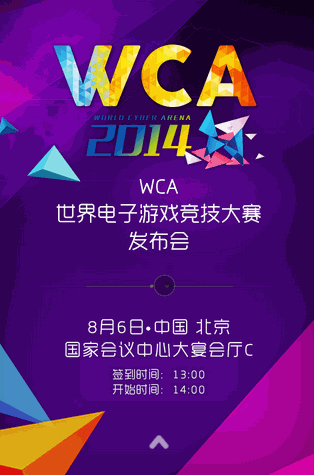 WCA
WORLD CYBER ARENA
2014
WCA
世界电子游戏竞技大赛
发布会
8月6日•中国 北京
国家会议中心大宴会厅C
签到时间：13:00
开始时间：14:00